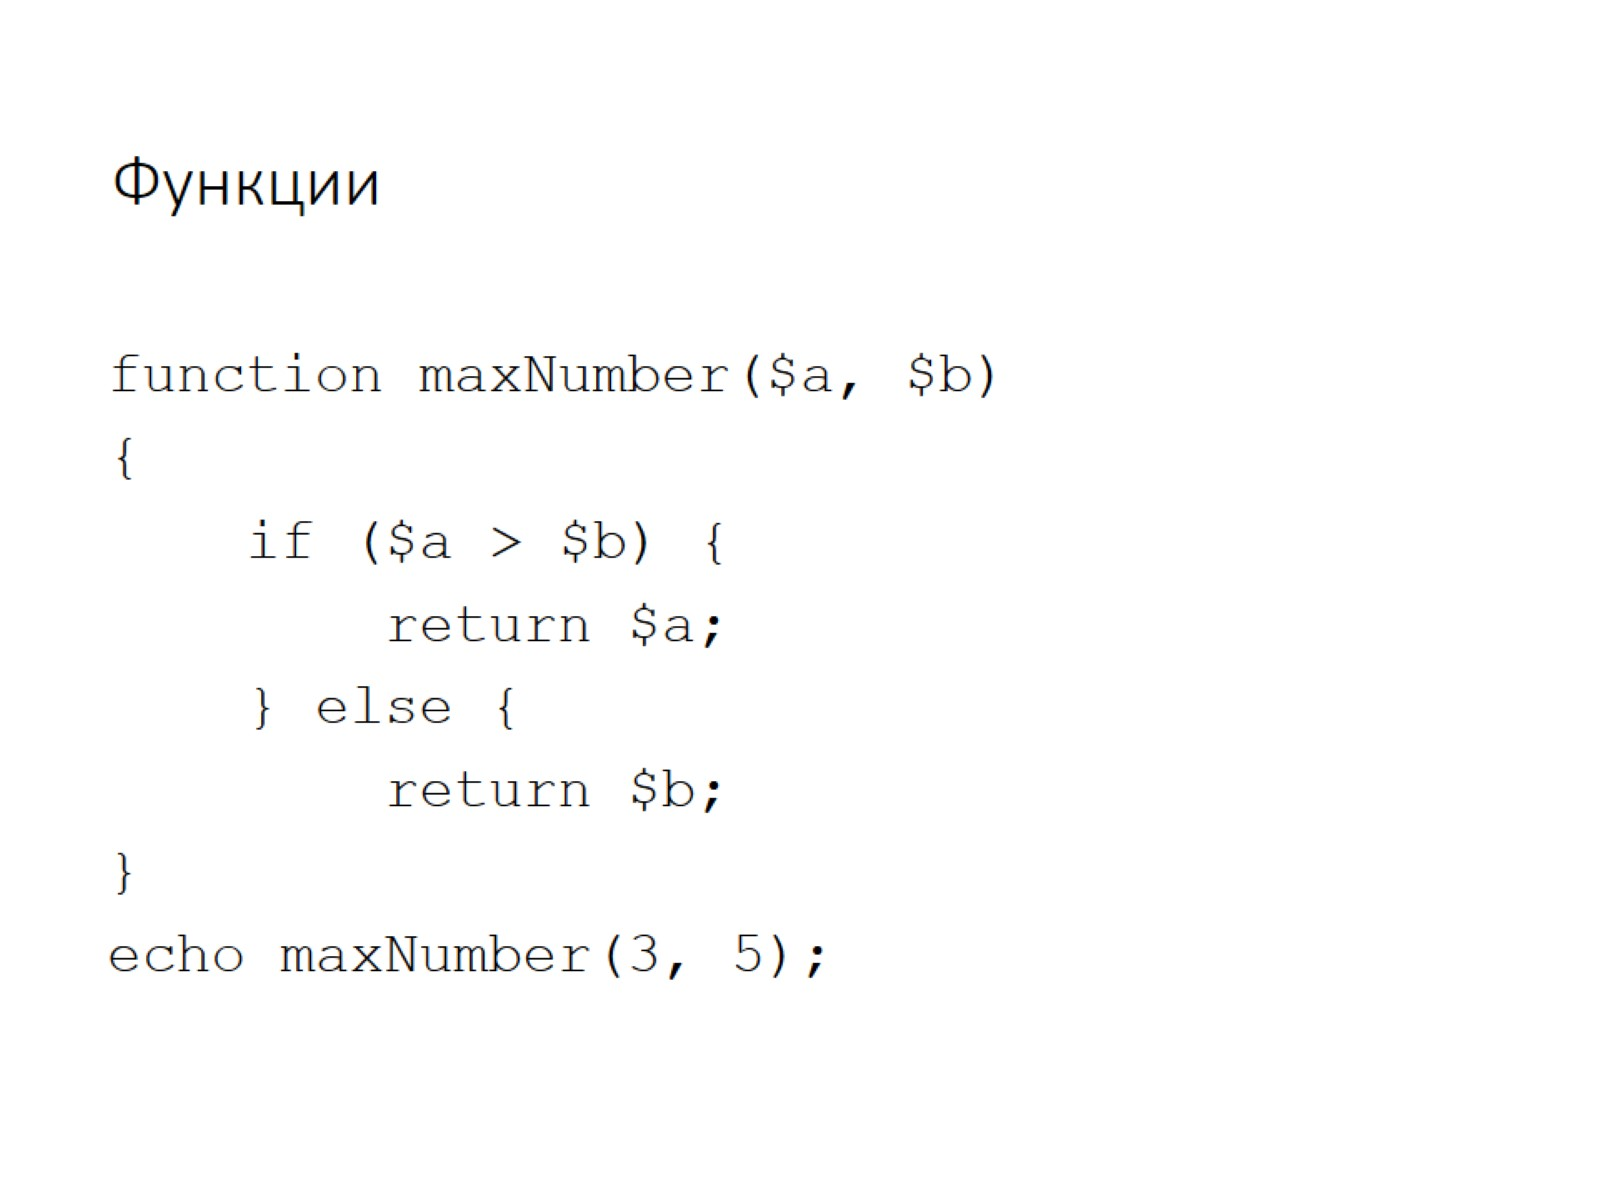 Функции
function maxNumber($a, $b)
{
    if ($a > $b) {
        return $a;
    } else {
        return $b;
}
echo maxNumber(3, 5);